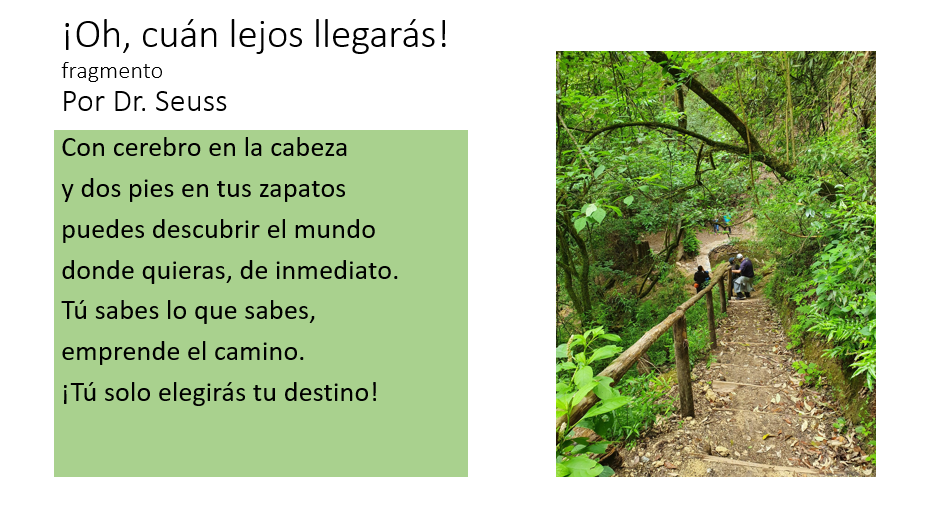 ¡Oh, cuán lejos llegarás!
fragmento
Por Dr. Seuss
Con cerebro en la cabeza
y dos pies en tus zapatos
puedes descubrir el mundo
donde quieras, de inmediato.
Tú sabes lo que sabes,
emprende el camino.
¡Tú solo elegirás tu destino!